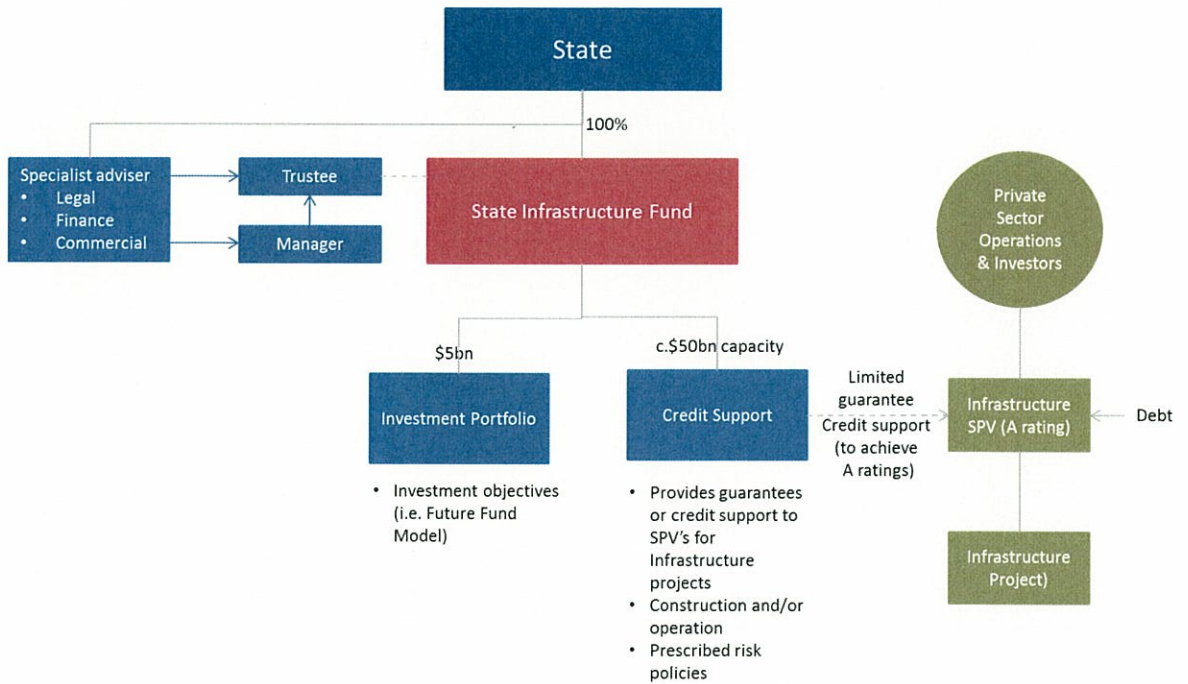 State
100%
Specialist adviser
• Legal
• Finance
• Commercial
Trustee
Manager
State Infrastructure Fund
Private
Sector
Operations
& Investors
$5bn
c.$50bn capacity
Investment Portfolio
Credit Support
Limited
guarantee
Credit support
(to achieve
A ratings)
Infrastructure
SPV (A rating)
Debt
• Investment objectives
(i.e. Future Fund
Model)
• Provides guarantees
or credit support to
SPV's for
Infrastructure
projects
• Construction and/or
operation
• Prescribed risk
policies
Infrastructure
Project)